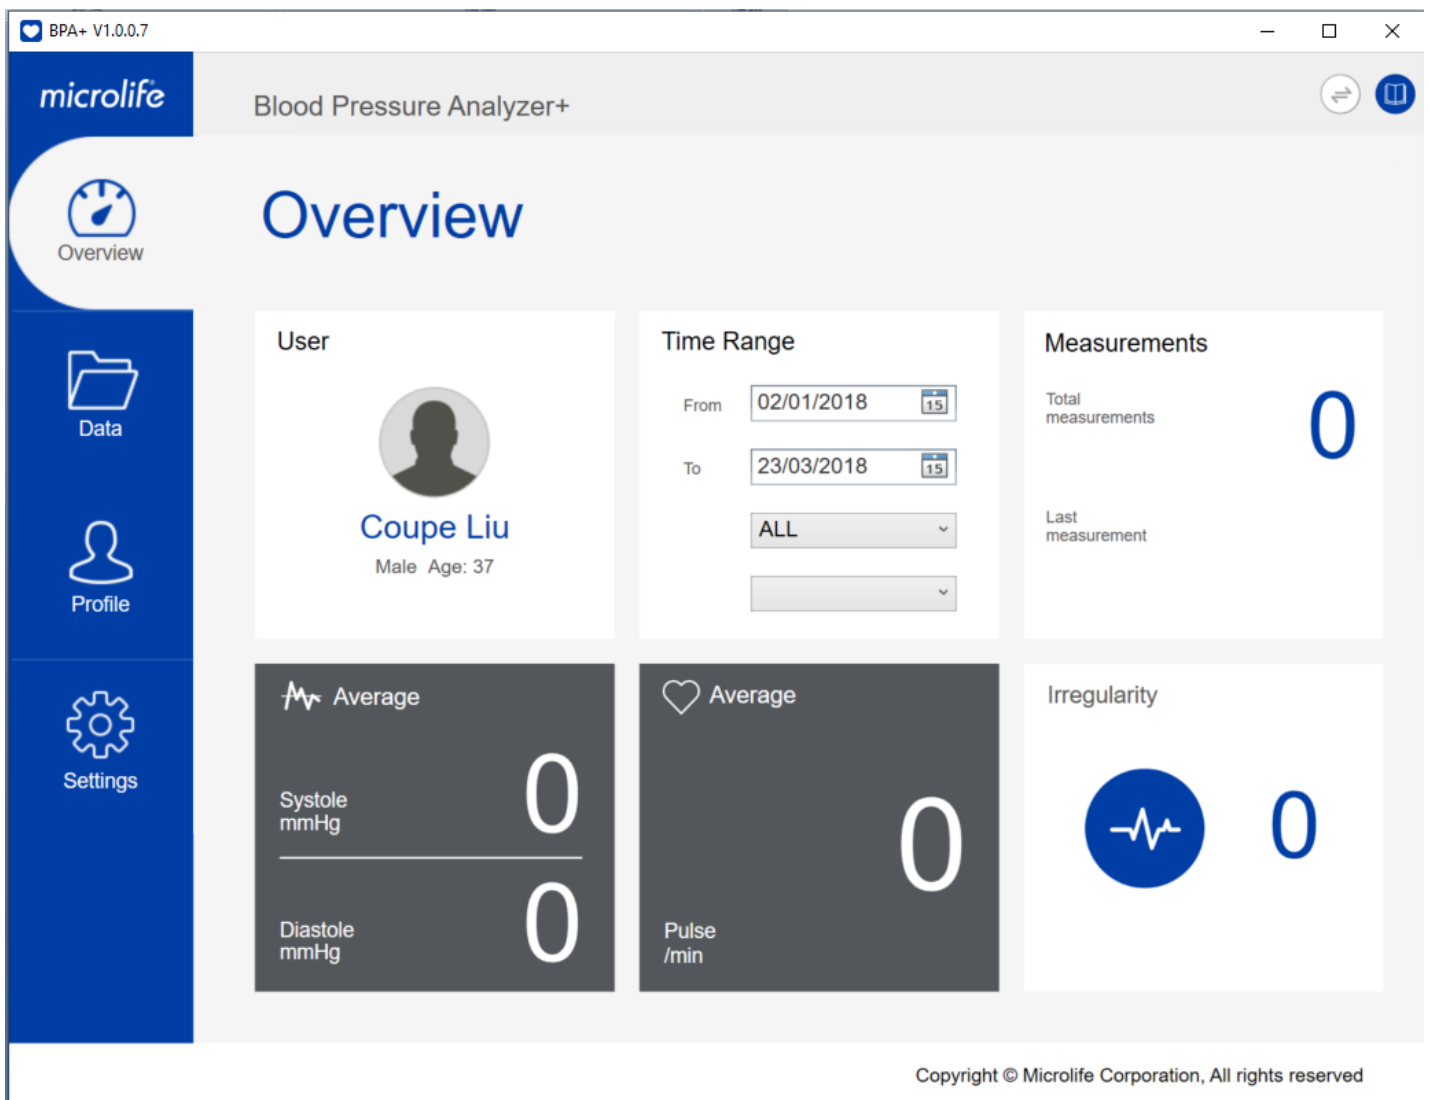 BPA+ V1.0.0.7
microlife
Blood Pressure Analyzer+
Overview
Data
Profile
Settings
Overview
User
Coupe Liu
Male Age: 37
Time Range
From 02/01/2018 15
To 23/03/2018 15
ALL
Measurements
Total
measurements
0
Last
measurement
Average
Systole
mmHg
0
Diastole
mmHg
0
Average
0
Pulse
/min
Irregularity
0
Copyright © Microlife Corporation, All rights reserved